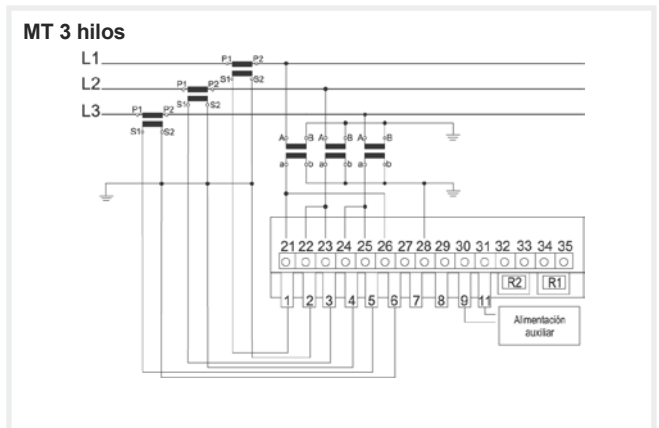 MT 3 hilos
L1
P1 P2
L2
P1 P2 S1 S2
L3
P1 P2 S1 S2
S1 S2
A B A B A B
a b a b a b
21 22 23 24 25 26 27 28 29 30 31 32 33 34 35
R2 R1
1 2 3 4 5 6 7 8 9 11
Alimentación
auxiliar